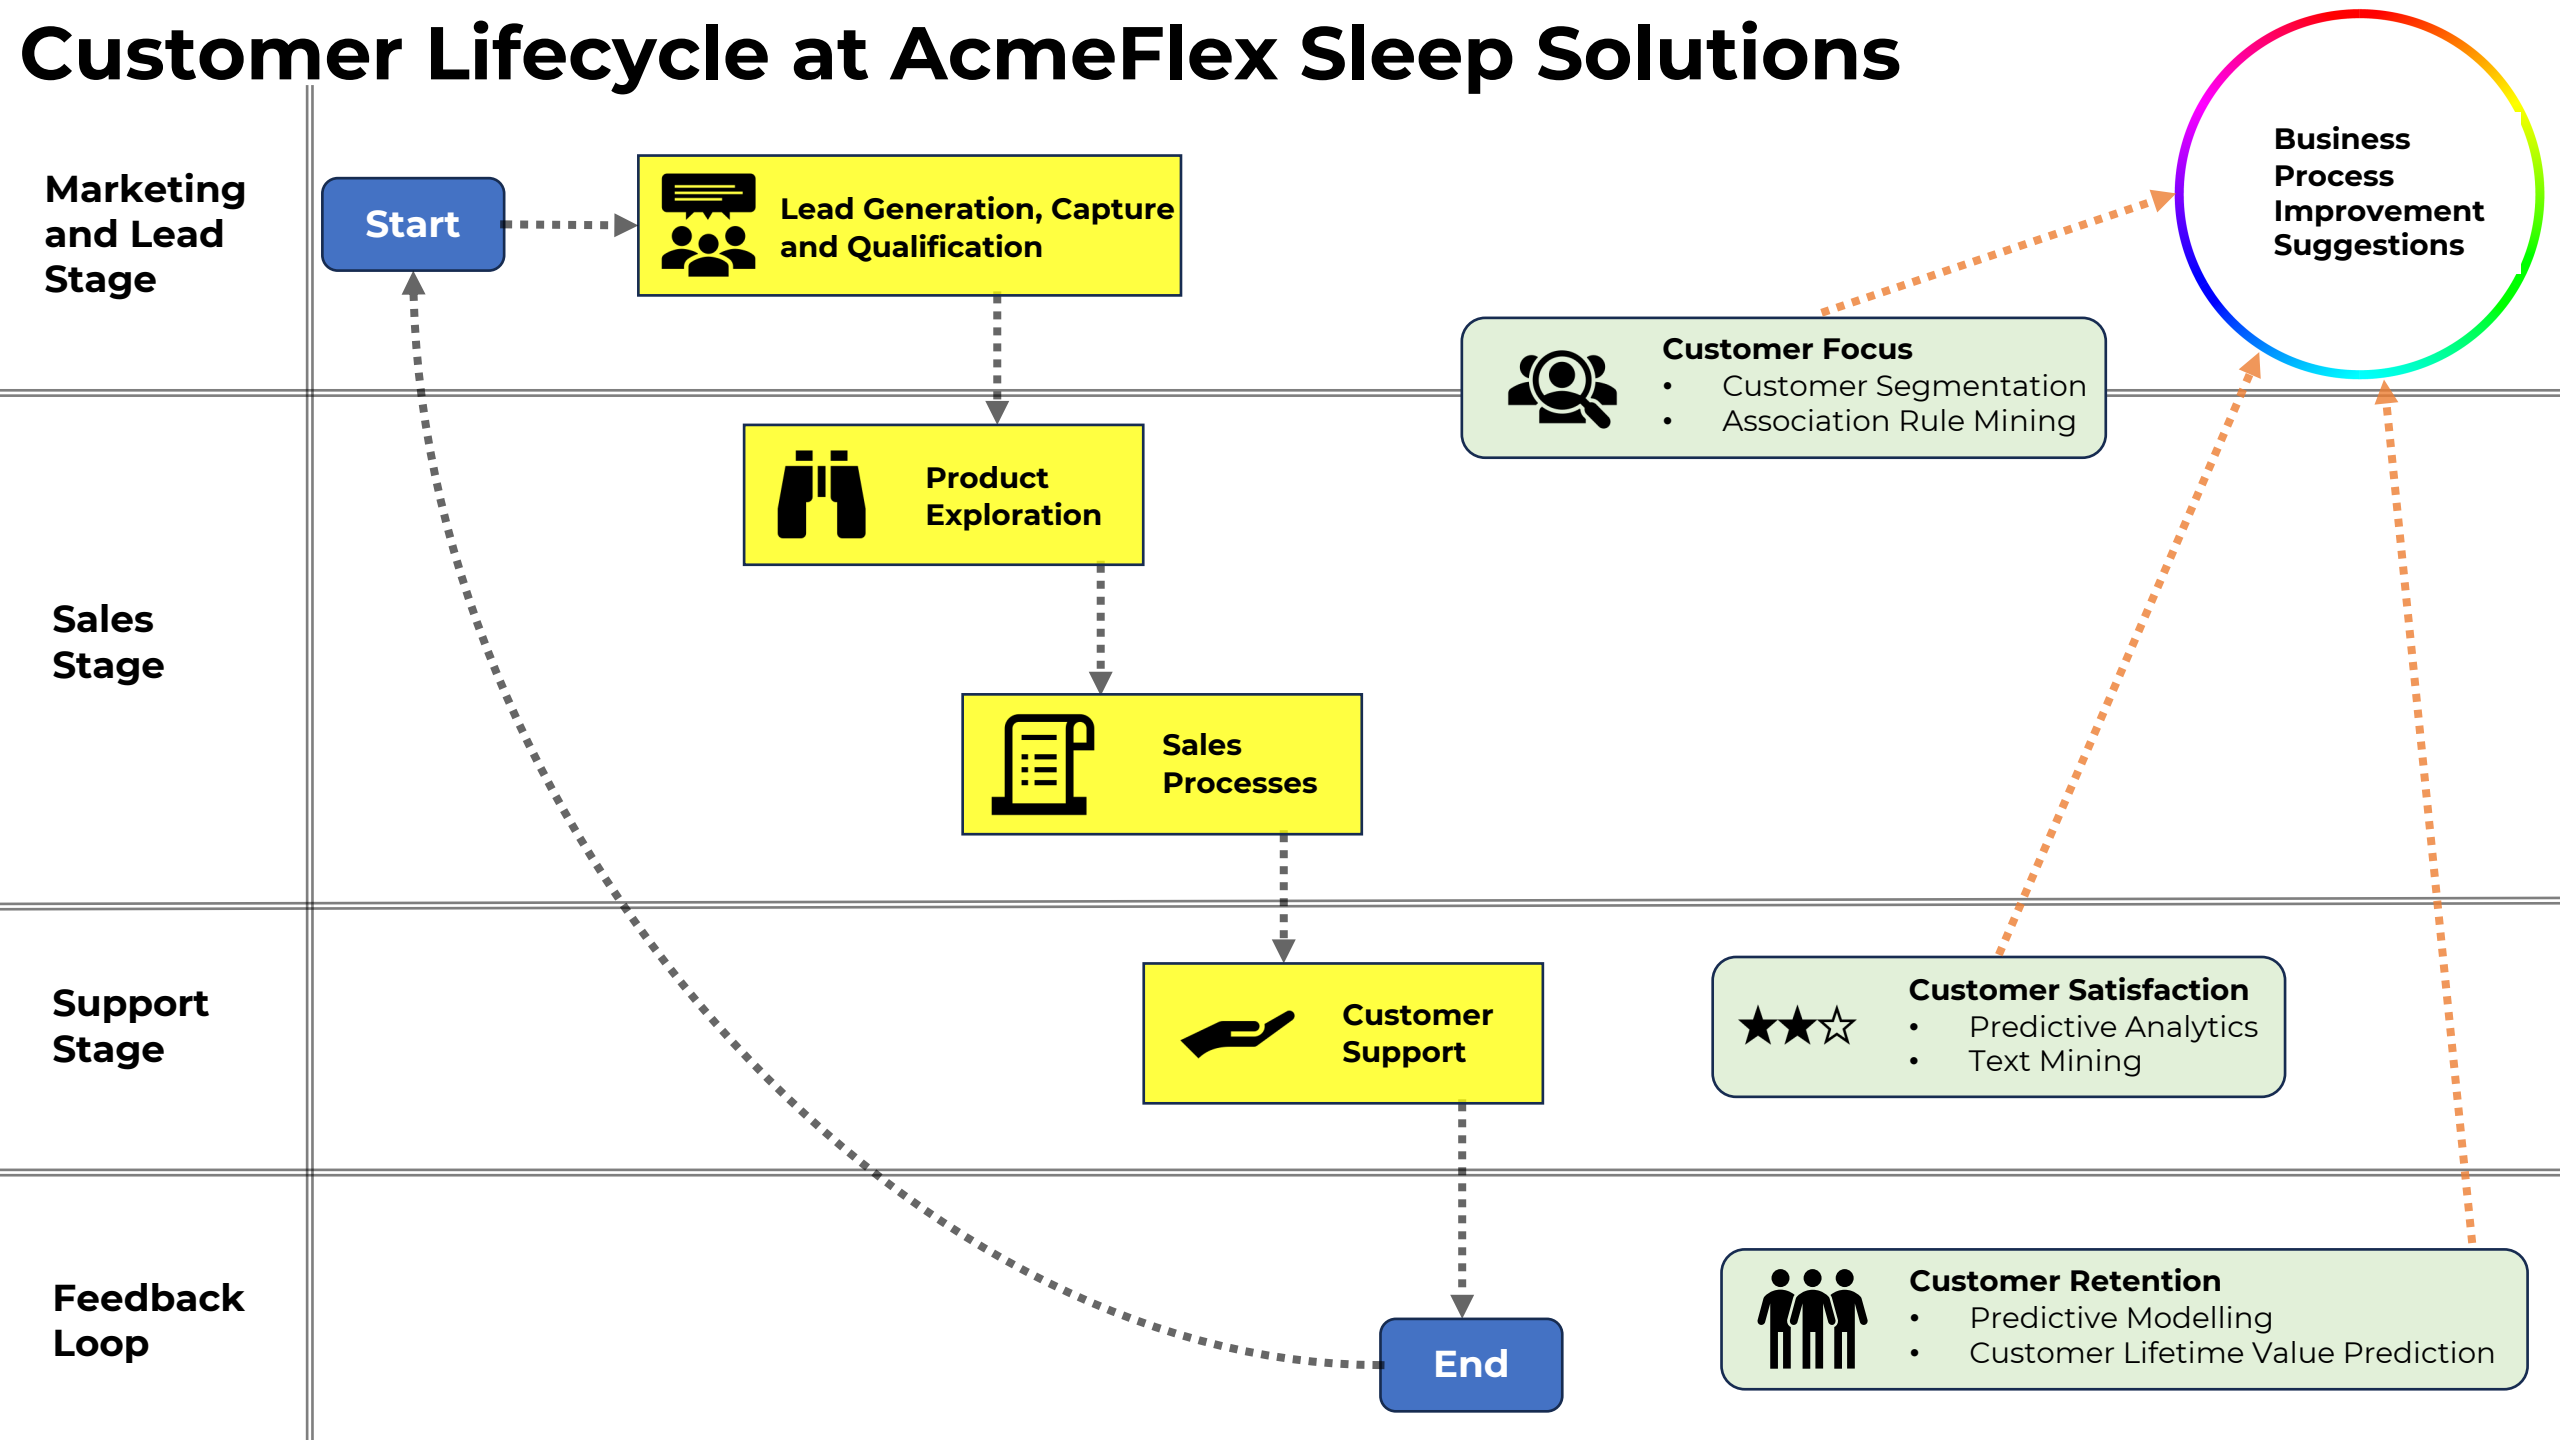 Customer Lifecycle at AcmeFlex Sleep Solutions
Business
Process
Improvement
Suggestions
Marketing
and Lead
Stage
Start
Lead Generation, Capture
and Qualification
Customer Focus
• Customer Segmentation
• Association Rule Mining
Sales
Stage
Product
Exploration
Sales
Processes
Support
Stage
Customer
Support
Customer Satisfaction
• Predictive Analytics
• Text Mining
Feedback
Loop
End
Customer Retention
• Predictive Modelling
• Customer Lifetime Value Prediction